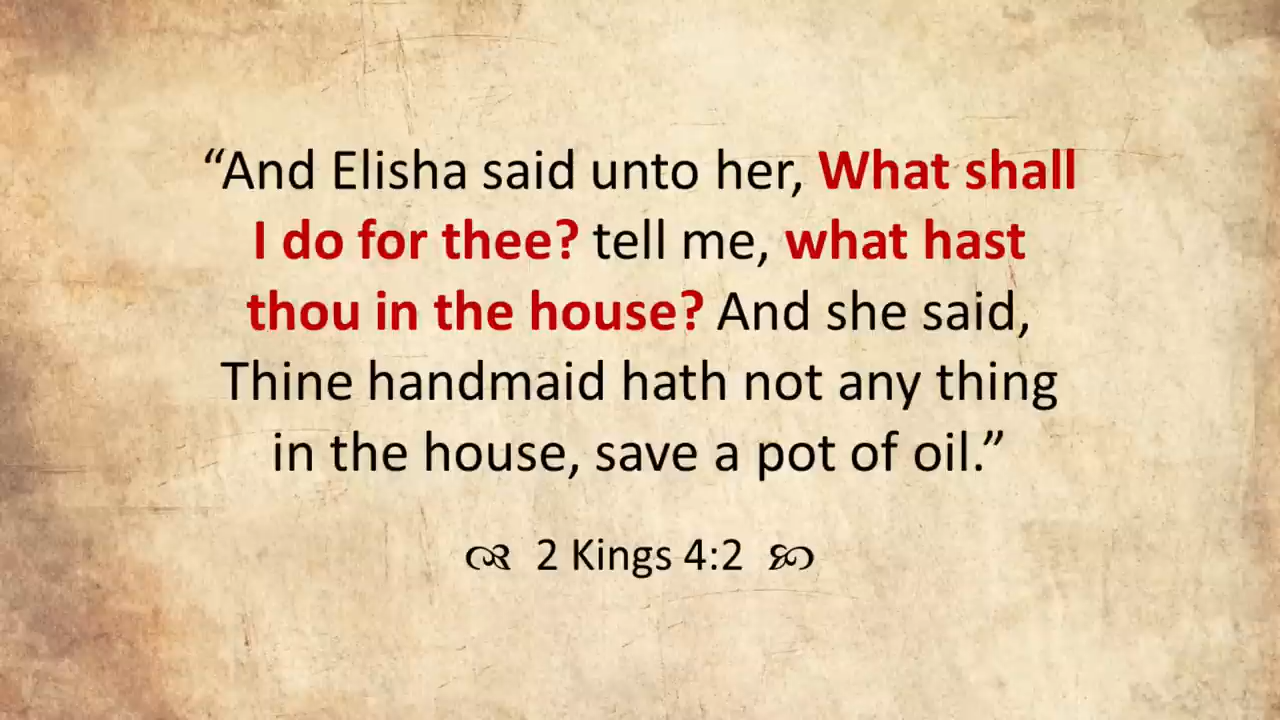 “And Elisha said unto her, What shall
I do for thee? tell me, what hast
thou in the house? And she said,
Thine handmaid hath not any thing
in the house, save a pot of oil.”
2 Kings 4:2